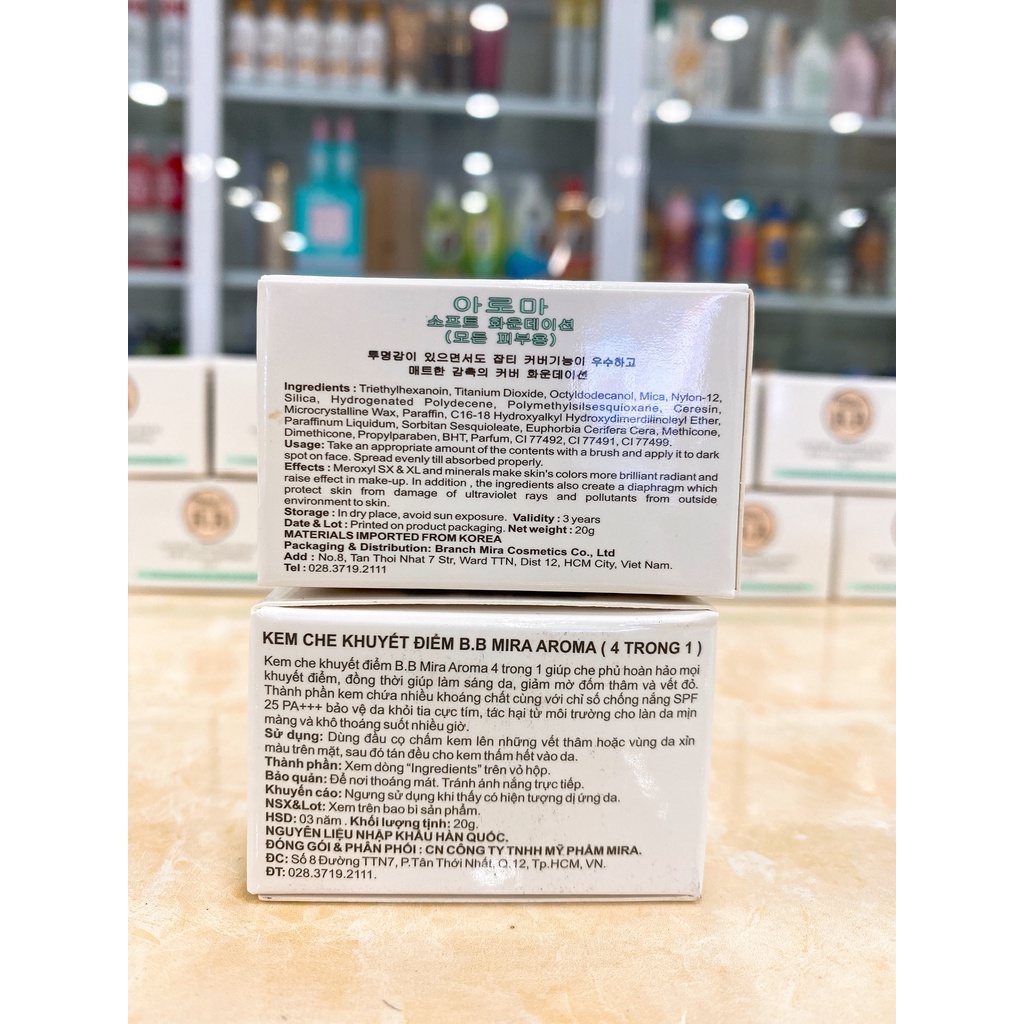 아로마
소프트 화운데이션
(모든 피부용)
투명감이 있으면서도 잡티 커버기능이 우수하고
매트한 감촉의 커버 화운데이션
Ingredients : Triethylhexanoin, Titanium Dioxide, Octyldodecanol, Mica, Nylon-12,
Silica, Hydrogenated Polydecene, Polymethylsilsesquioxane, Ceresin,
Microcrystalline Wax, Paraffin, C16-18 Hydroxyalkyl Hydroxydimerdilinoleyl Ether,
Paraffinum Liquidum, Sorbitan Sesquioleate, Euphorbia Cerifera Cera, Methicone,
Dimethicone, Propylparaben, BHT, Parfum, CI 77492, CI 77491, CI 77499.
Usage: Take an appropriate amount of the contents with a brush and apply it to dark
spot on face. Spread evenly till absorbed properly.
Effects : Meroxyl SX & XL and minerals make skin's colors more brilliant radiant and
raise effect in make-up. In addition , the ingredients also create a diaphragm which
protect skin from damage of ultraviolet rays and pollutants from outside
environment to skin.
Storage : In dry place, avoid sun exposure. Validity : 3 years
Date & Lot : Printed on product packaging. Net weight : 20g
MATERIALS IMPORTED FROM KOREA
Packaging & Distribution: Branch Mira Cosmetics Co., Ltd
Add : No.8, Tan Thoi Nhat 7 Str, Ward TTN, Dist 12, HCM City, Viet Nam.
Tel : 028.3719.2111
KEM CHE KHUYẾT ĐIỂM B.B MIRA AROMA ( 4 TRONG 1 )
Kem che khuyết điểm B.B Mira Aroma 4 trong 1 giúp che phủ hoàn hảo mọi
khuyết điểm, đồng thời giúp làm sáng da, giảm mờ đốm thâm và vết đỏ.
Thành phần kem chứa nhiều khoáng chất cùng với chỉ số chống nắng SPF
25 PA+++ bảo vệ da khỏi tia cực tím, tác hại từ môi trường cho làn da mịn
màng và khô thoáng suốt nhiều giờ.
Sử dụng: Dùng đầu cọ chấm kem lên những vết thâm hoặc vùng da xỉn
màu trên mặt, sau đó tán đều cho kem thấm hết vào da.
Thành phần: Xem dòng “Ingredients” trên vỏ hộp.
Bảo quản: Để nơi thoáng mát. Tránh ánh nắng trực tiếp.
Khuyến cáo: Ngưng sử dụng khi thấy có hiện tượng dị ứng da.
NSX&Lot: Xem trên bao bì sản phẩm.
HSD: 03 năm . Khối lượng tịnh: 20g.
NGUYÊN LIỆU NHẬP KHẨU HÀN QUỐC.
ĐÓNG GÓI & PHÂN PHỐI : CN CÔNG TY TNHH MỸ PHẨM MIRA.
ĐC: Số 8 Đường TTN7, P.Tân Thới Nhất, Q.12, Tp.HCM, VN.
ĐT: 028.3719.2111.